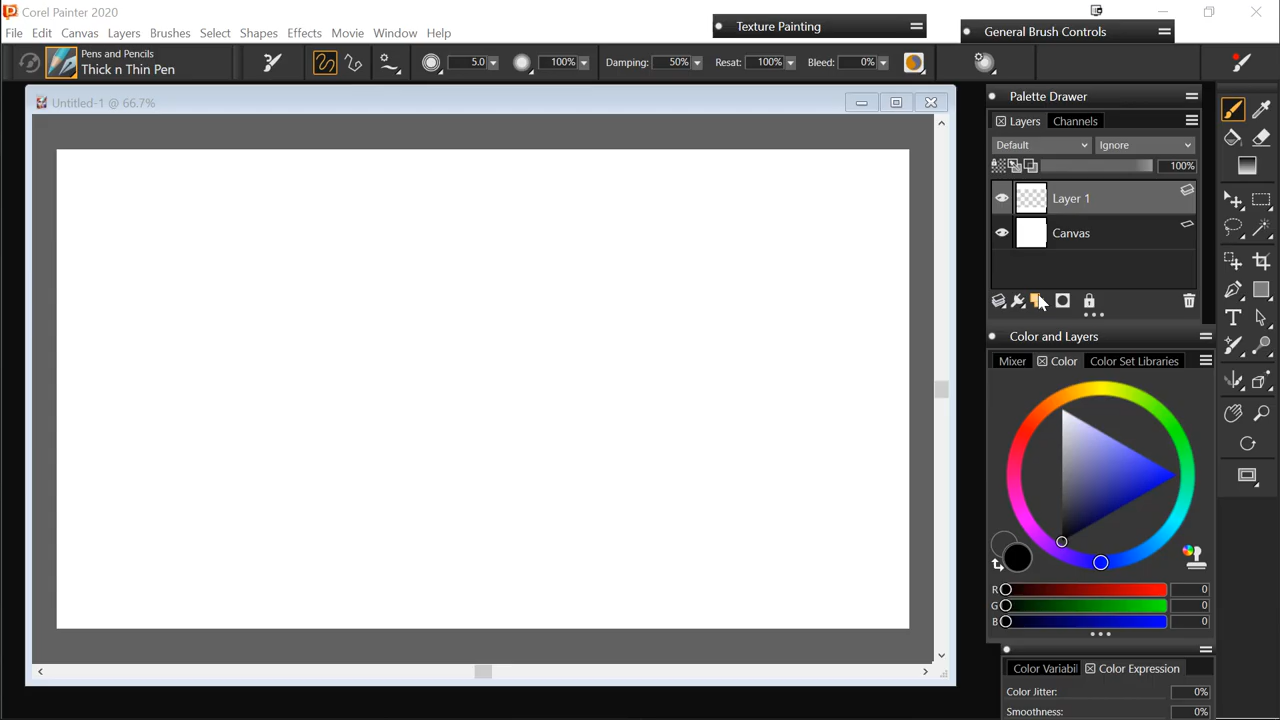 Corel Painter 2020
File Edit Canvas Layers Brushes Select Shapes Effects Movie Window Help
Texture Painting
General Brush Controls
Pens and Pencils
Thick n Thin Pen
5.0
100%
Damping: 50%
Resat: 100%
Bleed: 0%
Untitled-1 @ 66.7%
Palette Drawer
Layers Channels
Default Ignore
100%
Layer 1
Canvas
Color and Layers
Mixer Color Color Set Libraries
R 0
G 0
B 0
Color Variabil Color Expression
Color Jitter: 0%
Smoothness: 0%